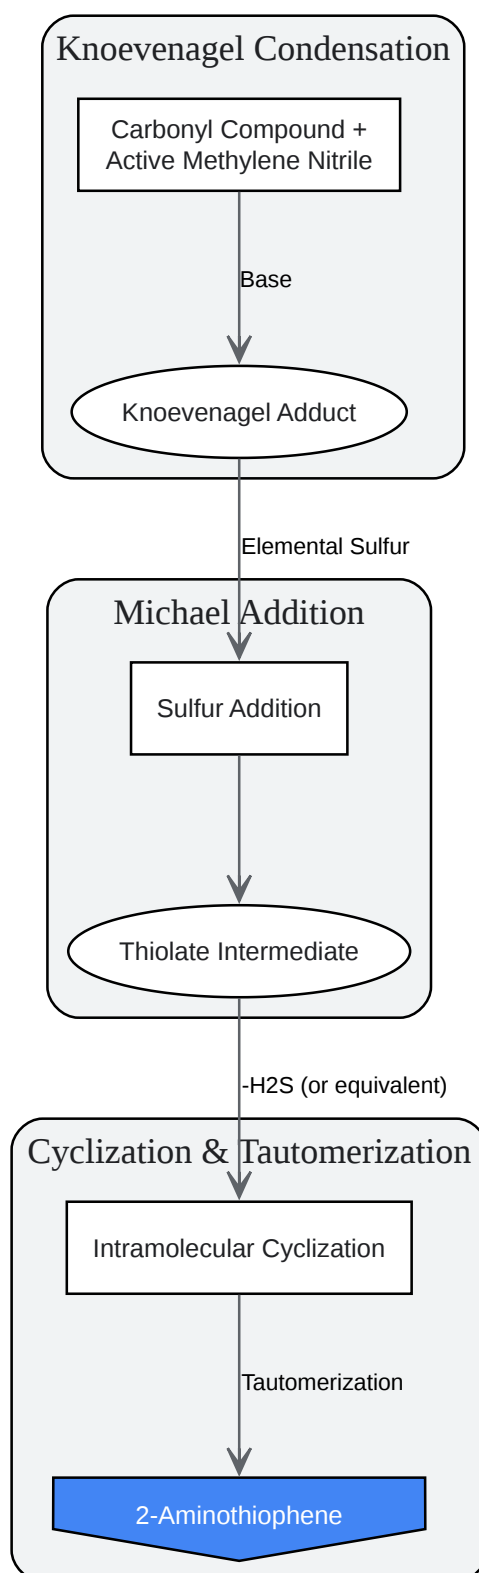 Knoevenagel Condensation
Carbonyl Compound +
Active Methylene Nitrile
Base
Knoevenagel Adduct
Elemental Sulfur
Michael Addition
Sulfur Addition
Thiolate Intermediate
-H2S (or equivalent)
Cyclization & Tautomerization
Intramolecular Cyclization
Tautomerization
2-Aminothiophene